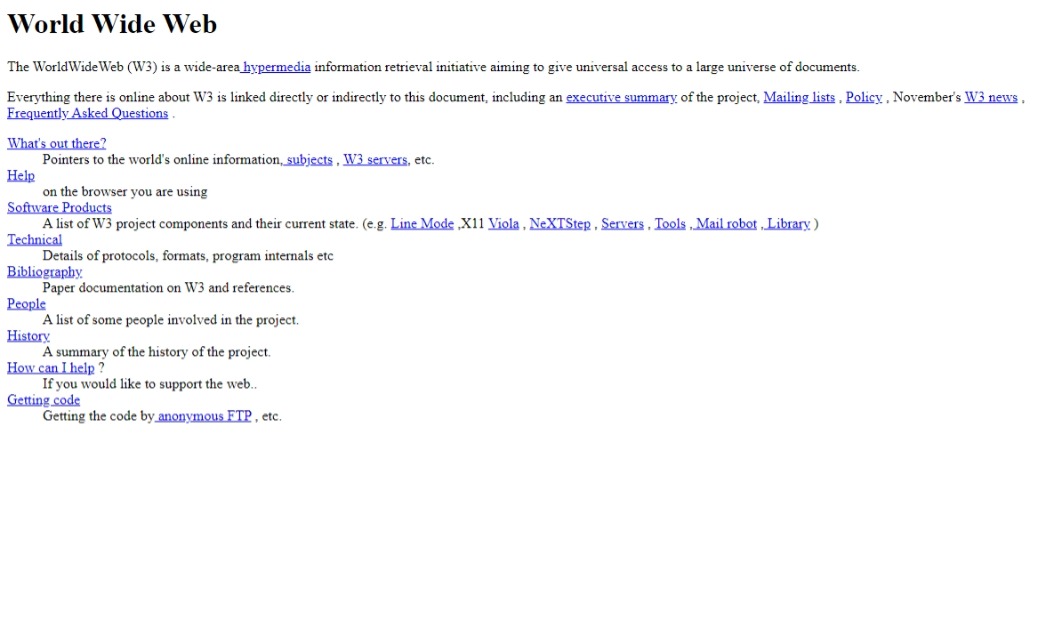 World Wide Web
The WorldWideWeb (W3) is a wide-area hypermedia information retrieval initiative aiming to give universal access to a large universe of documents.
Everything there is online about W3 is linked directly or indirectly to this document, including an executive summary of the project, Mailing lists , Policy , November's W3 news ,
Frequently Asked Questions .
What's out there?
Pointers to the world's online information, subjects , W3 servers, etc.
Help
on the browser you are using
Software Products
A list of W3 project components and their current state. (e.g. Line Mode ,X11 Viola , NeXTStep , Servers , Tools , Mail robot , Library )
Technical
Details of protocols, formats, program internals etc
Bibliography
Paper documentation on W3 and references.
People
A list of some people involved in the project.
History
A summary of the history of the project.
How can I help ?
If you would like to support the web..
Getting code
Getting the code by anonymous FTP , etc.